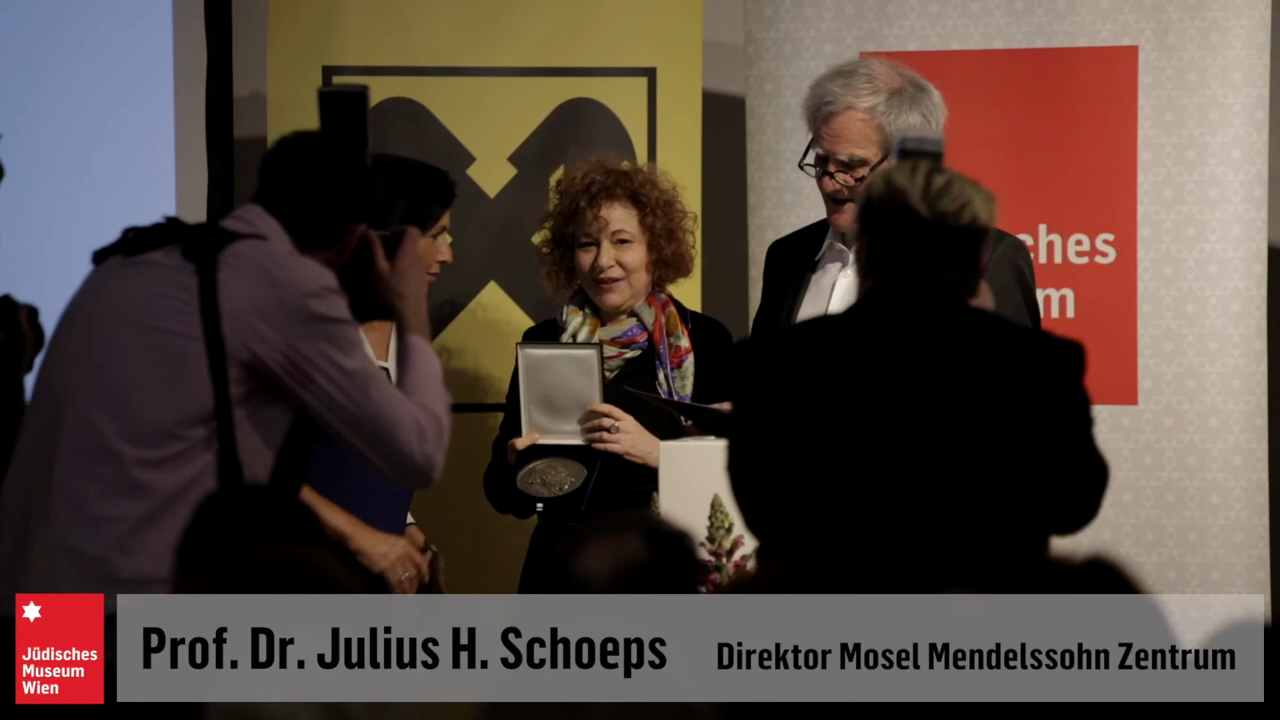 ches
m
Jüdisches
Museum
Wien
Prof. Dr. Julius H. Schoeps
Direktor Mosel Mendelssohn Zentrum